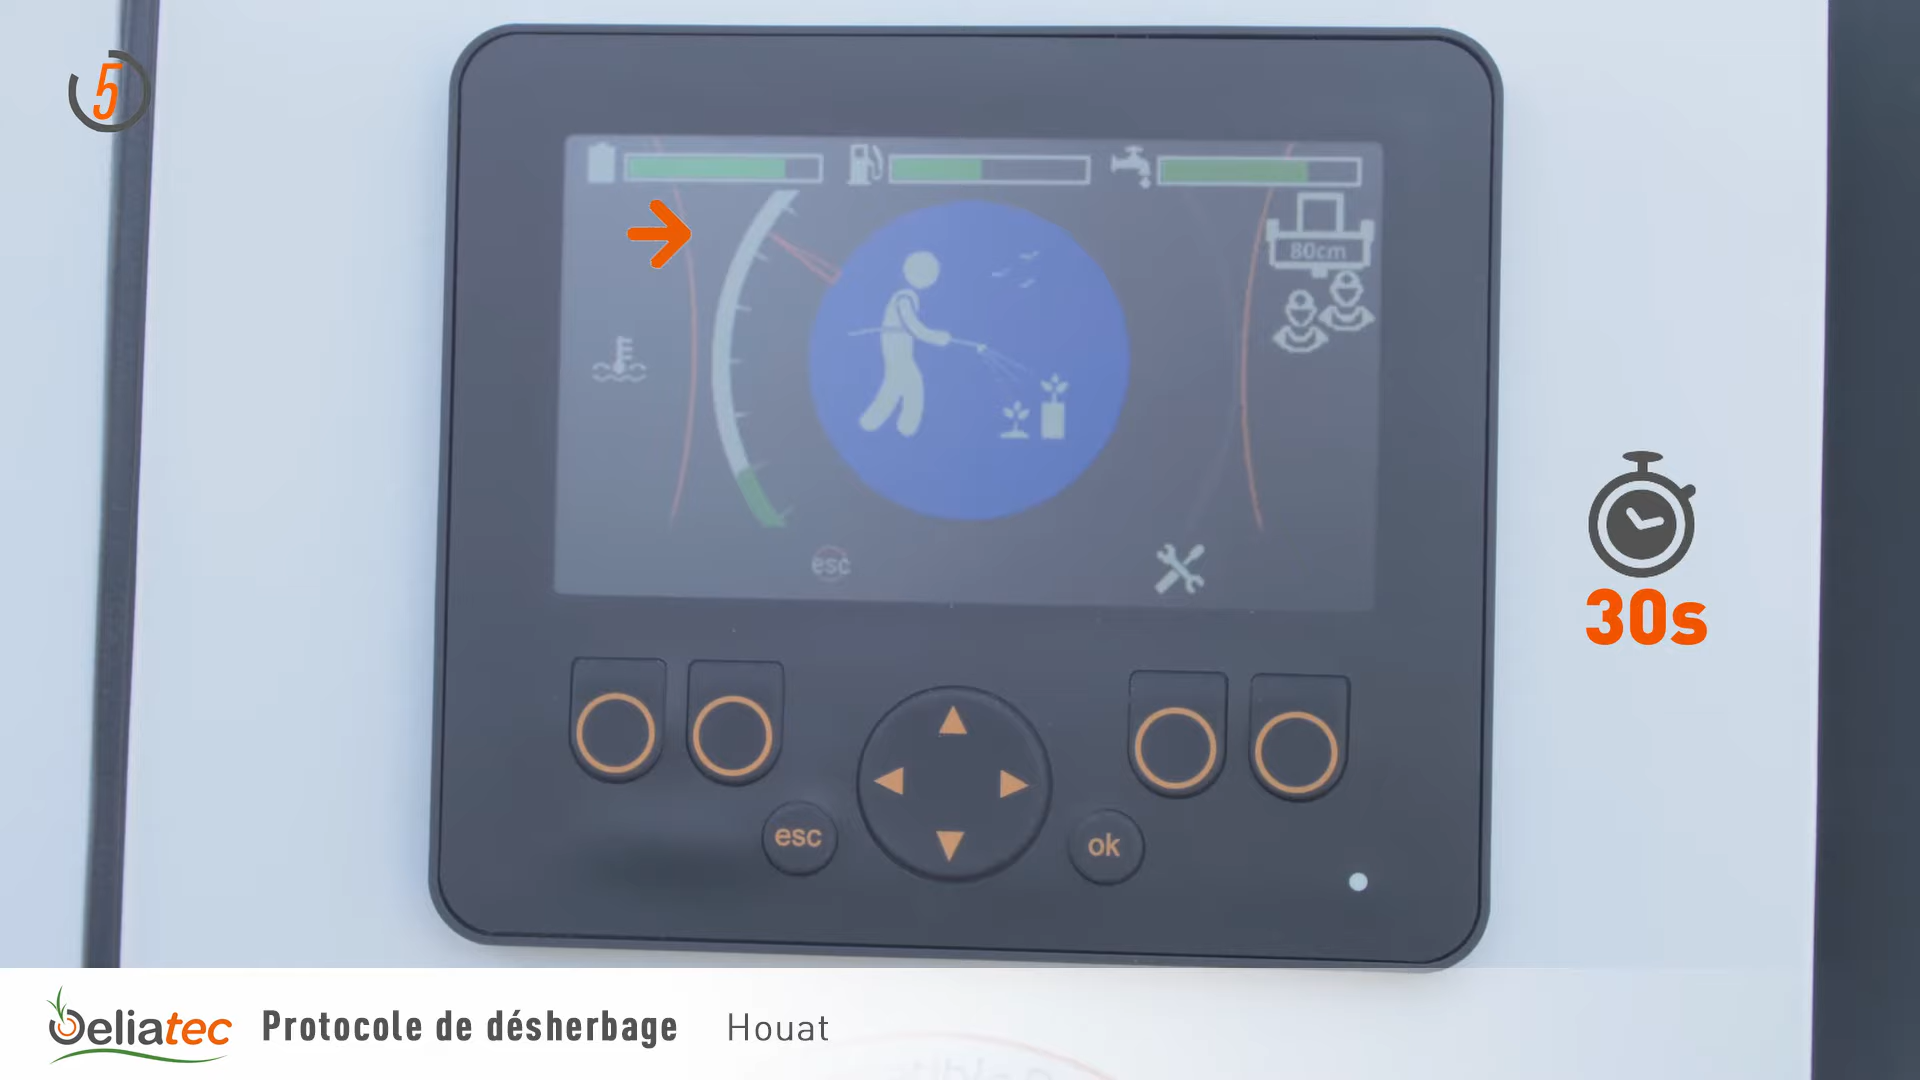 5
80cm
esc
30s
esc
ok
Oeliatec
Protocole de désherbage Houat